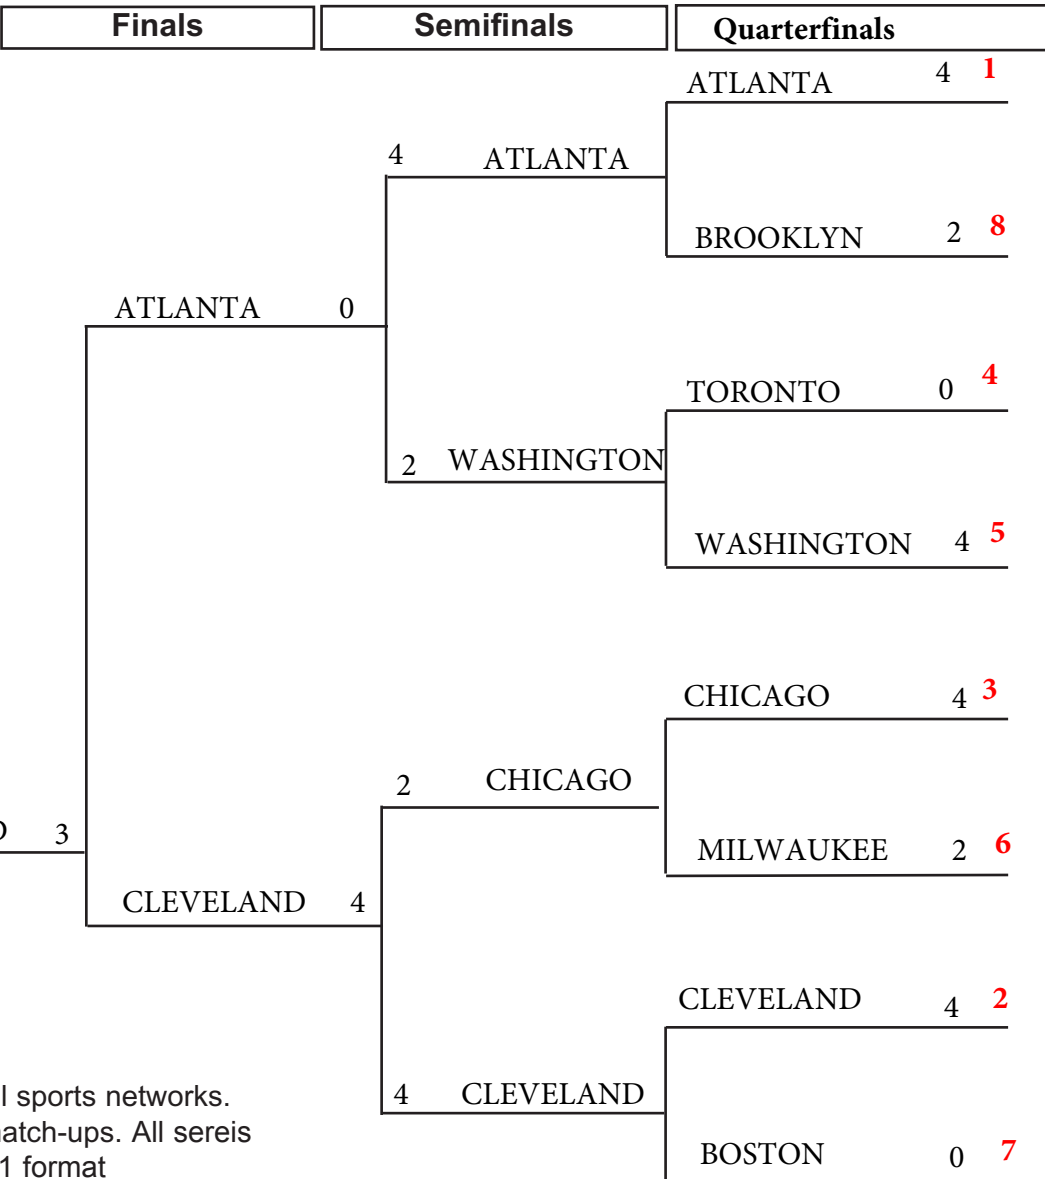 Finals Semifinals Quarterfinals
ATLANTA 4 1
4 ATLANTA
BROOKLYN 2 8
ATLANTA 0
TORONTO 0 4
2 WASHINGTON
WASHINGTON 4 5
CHICAGO 4 3
2 CHICAGO
3
MILWAUKEE 2 6
CLEVELAND 4
CLEVELAND 4 2
4 CLEVELAND
sports networks.
match-ups. All sereis
1 format
BOSTON 0 7